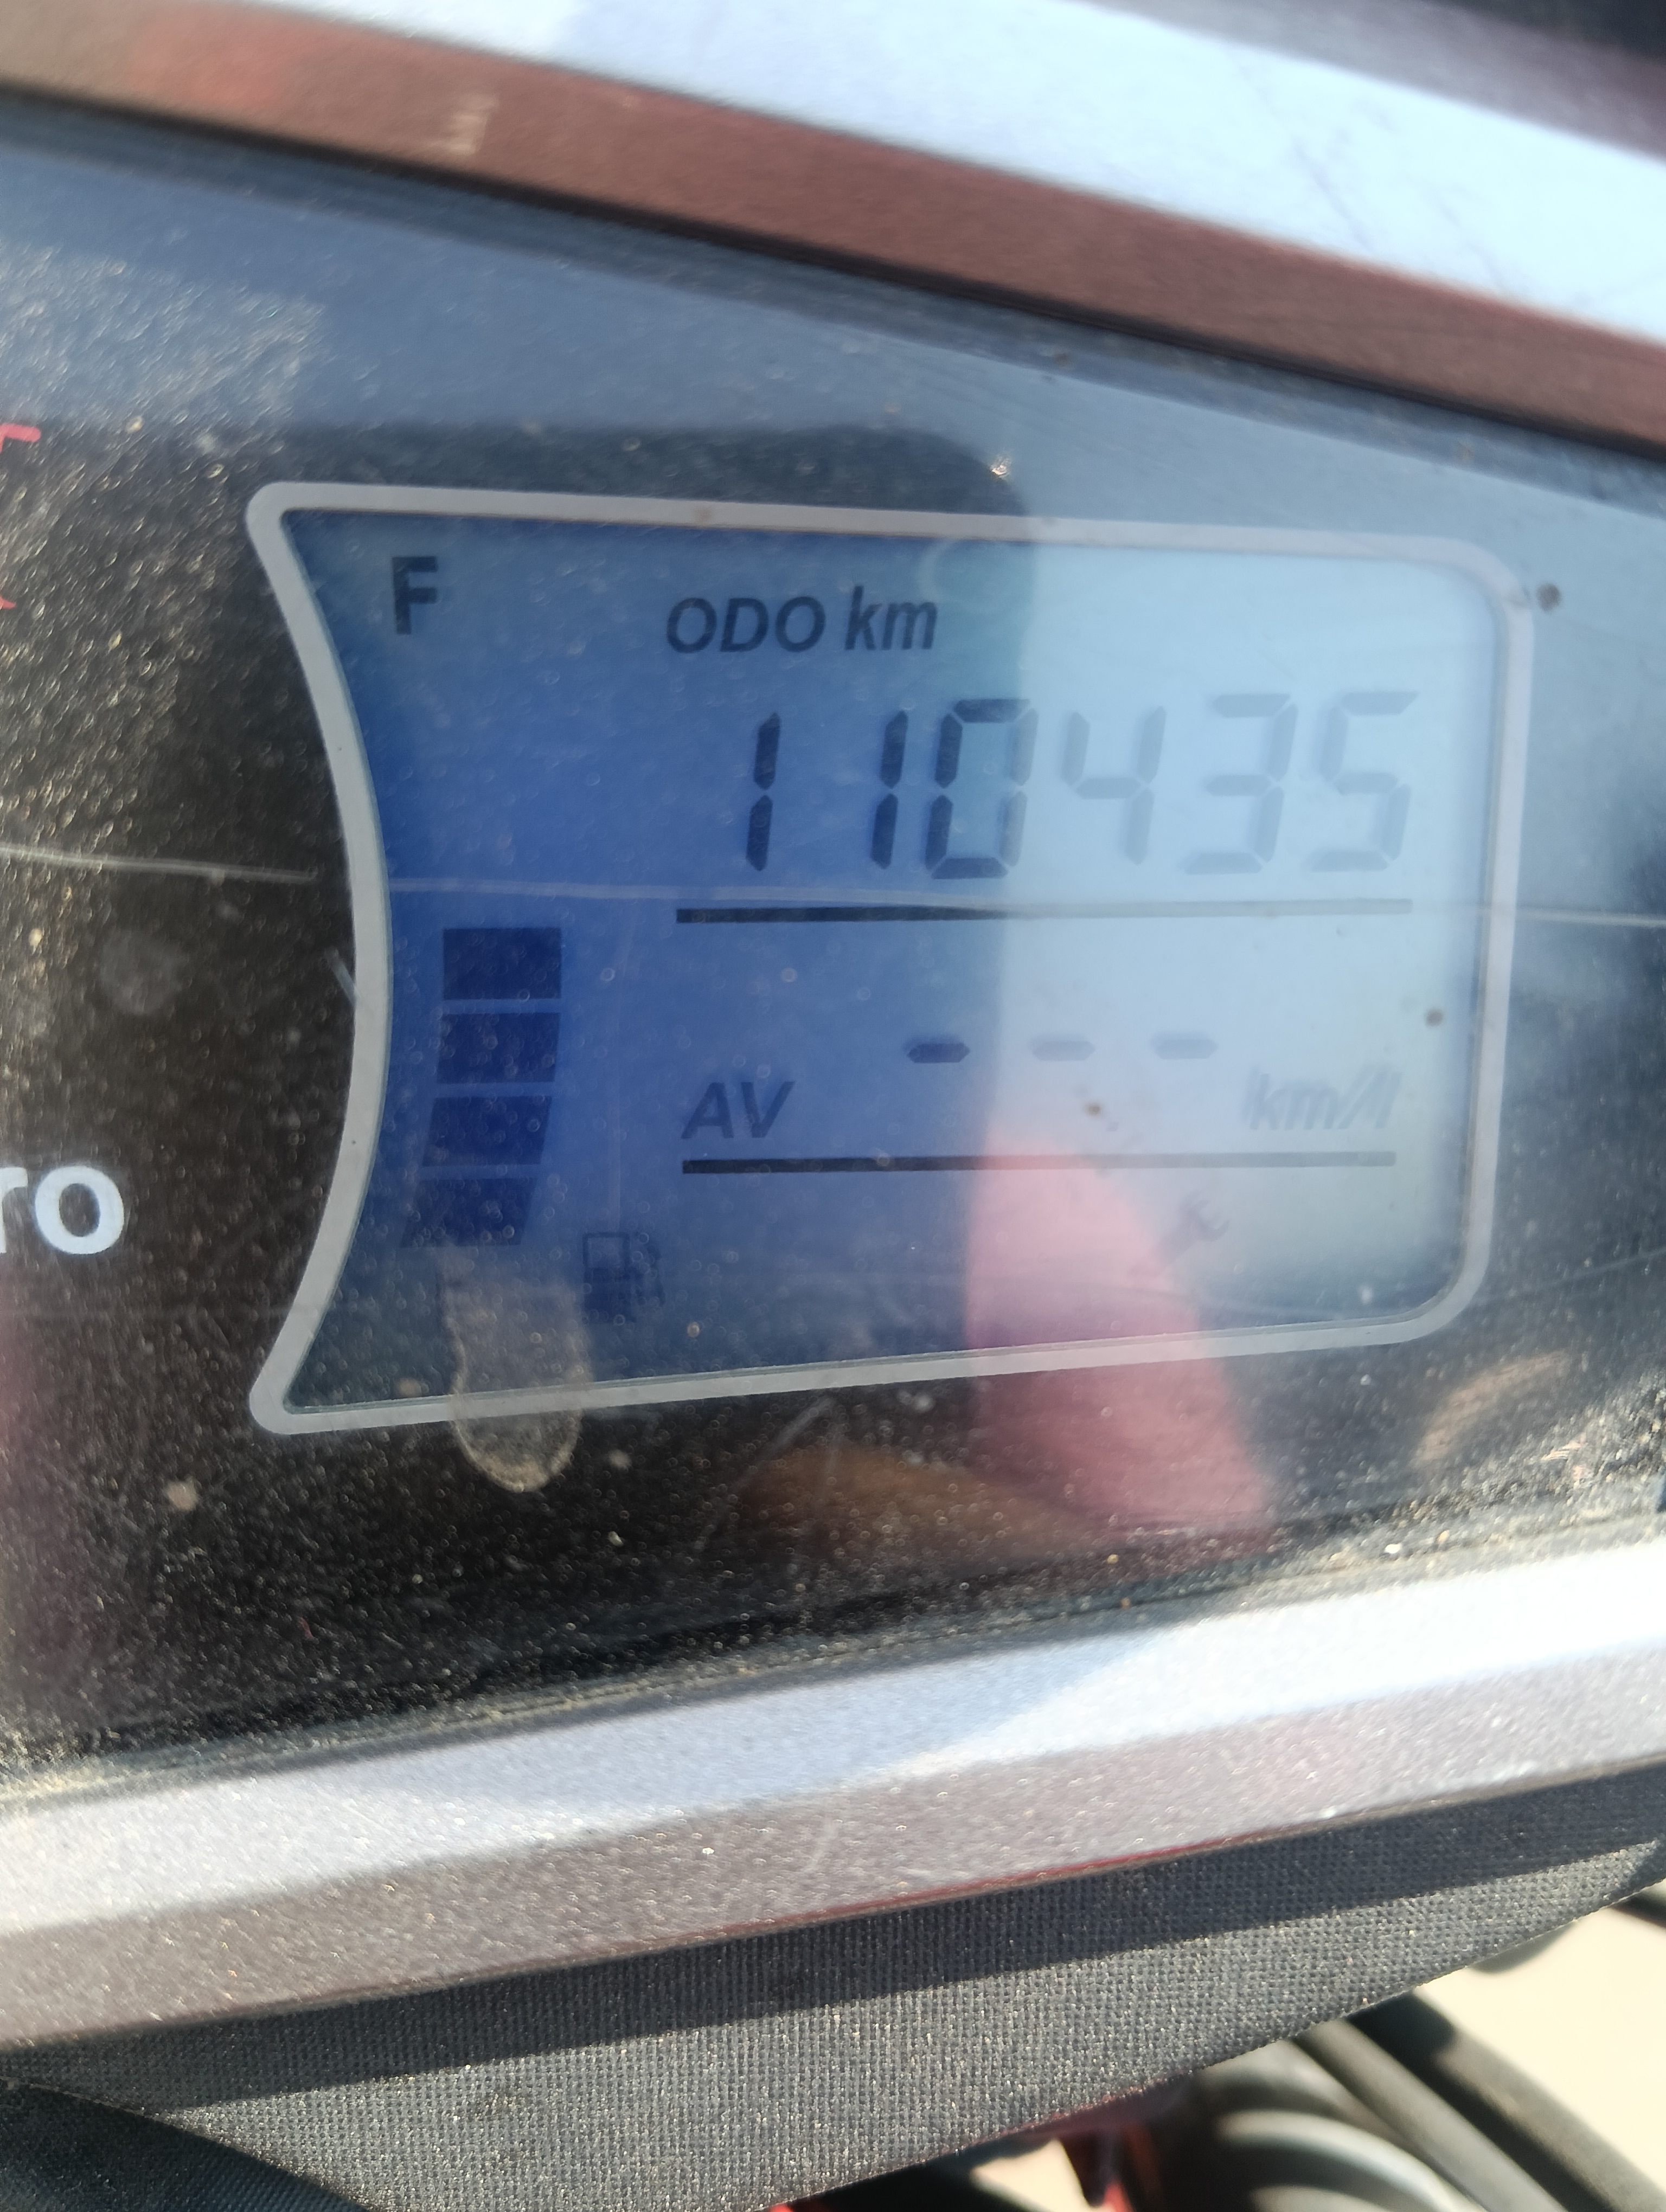 F
ODO km
110435
- - -
AV km/l
ro
E